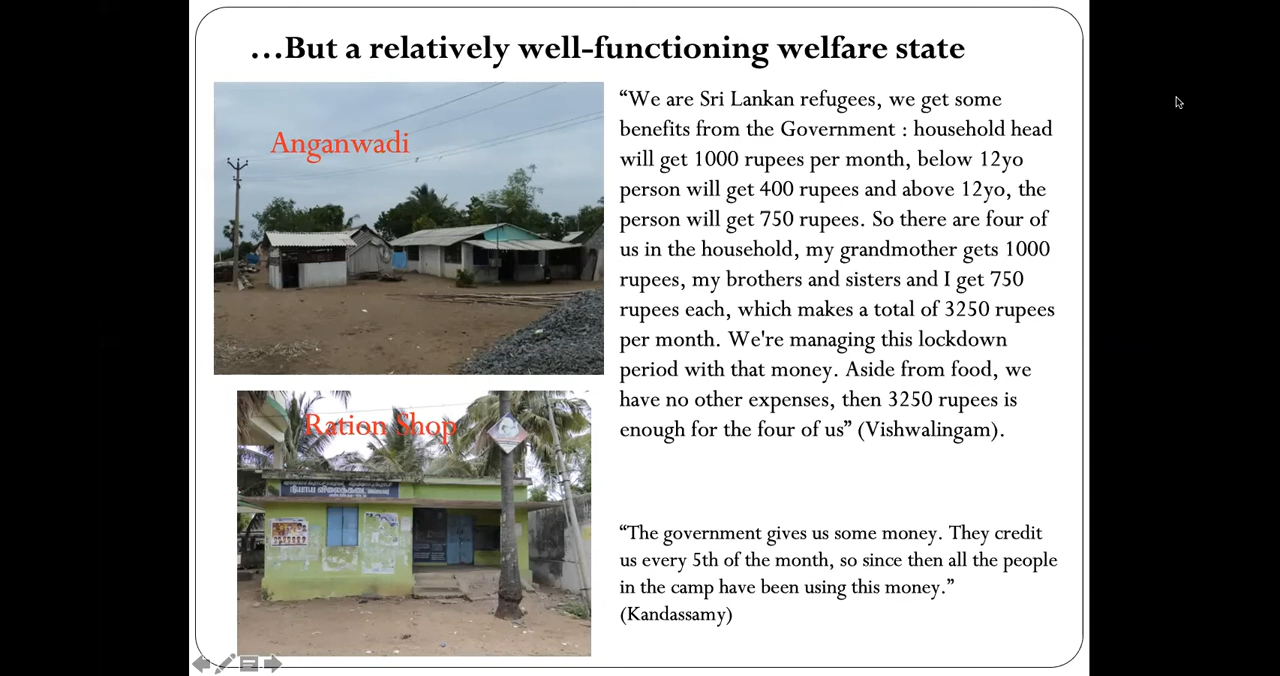 …But a relatively well-functioning welfare state
Anganwadi
“We are Sri Lankan refugees, we get some
benefits from the Government : household head
will get 1000 rupees per month, below 12yo
person will get 400 rupees and above 12yo, the
person will get 750 rupees. So there are four of
us in the household, my grandmother gets 1000
rupees, my brothers and sisters and I get 750
rupees each, which makes a total of 3250 rupees
per month. We're managing this lockdown
period with that money. Aside from food, we
have no other expenses, then 3250 rupees is
enough for the four of us” (Vishwalingam).
Ration Shop
நியாய விலைக்கடை
“The government gives us some money. They credit
us every 5th of the month, so since then all the people
in the camp have been using this money.”
(Kandassamy)